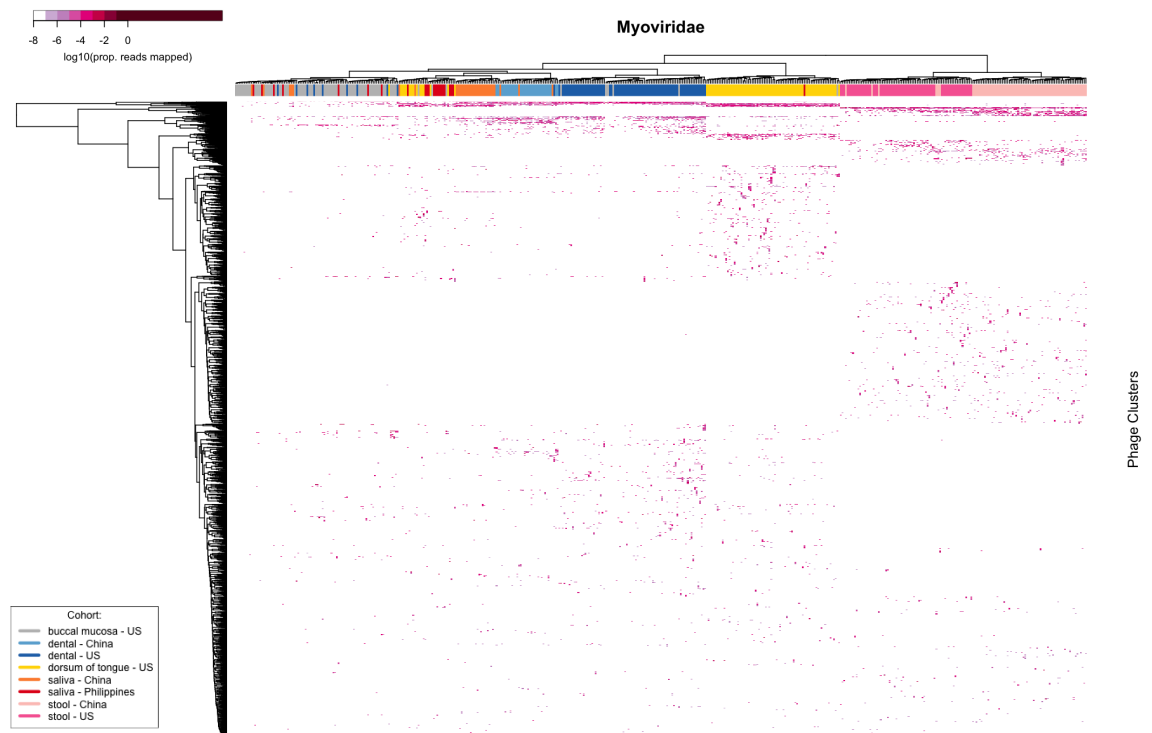 Myoviridae
-8 -6 -4 -2 0
log10(prop. reads mapped)
Phage Clusters
Cohort:
buccal mucosa - US
dental - China
dental - US
dorsum of tongue - US
saliva - China
saliva - Philippines
stool - China
stool - US